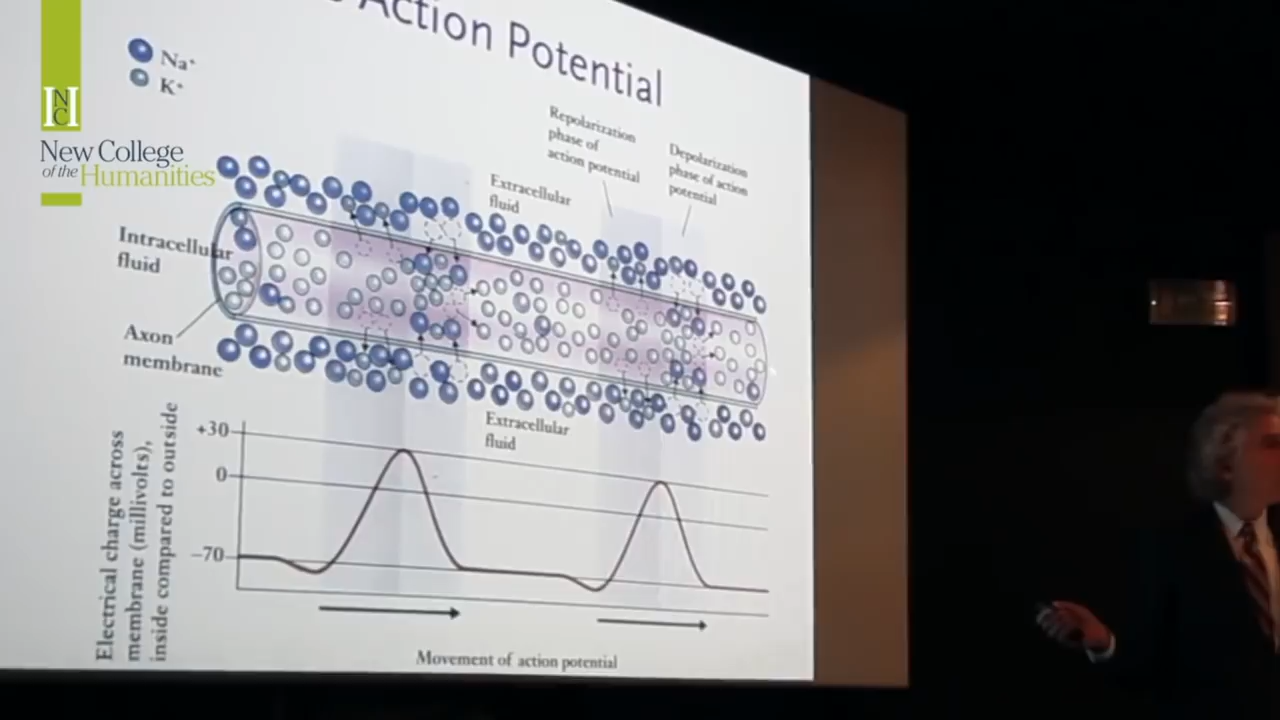 Action Potential
Na+
K+
NC
H
New College
of the Humanities
Repolarization
phase of
action potential
Depolarization
phase of action
potential
Extracellular
fluid
Intracellular
fluid
Axon
membrane
Extracellular
fluid
+30
0
-70
Electrical charge across
membrane (millivolts),
inside compared to outside
Movement of action potential